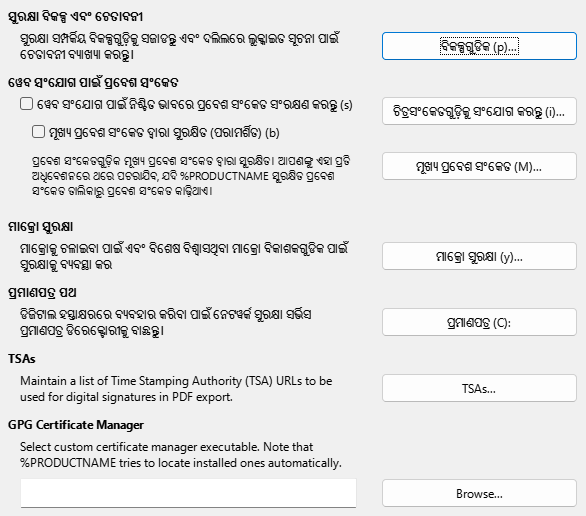 ସୁରକ୍ଷା ବିକଳ୍ପ ଏବଂ ଚେତାବନୀ
ସୁରକ୍ଷା ସମ୍ପର୍କିୟ ବିକଳ୍ପଗୁଡ଼ିକୁ ସଜାଡନ୍ତୁ ଏବଂ ଦଲିଲରେ ଲୁକ୍କାଇତ ସୂଚନା ପାଇଁ
ଚେତାବନୀ ବ୍ୟାଖ୍ୟା କରନ୍ତୁ।
ବିକଳ୍ପଗୁଡିକ (p)...
ୱେବ ସଂଯୋଗ ପାଇଁ ପ୍ରବେଶ ସଂକେତ
ୱେବ ସଂଯୋଗ ପାଇଁ ନିଶ୍ଚିତ ଭାବରେ ପ୍ରବେଶ ସଂକେତ ସଂରକ୍ଷଣ କରନ୍ତୁ (s)
ଚିତ୍ରସଂକେତଗୁଡ଼ିକୁ ସଂଯୋଗ କରନ୍ତୁ (i)...
ମୂଖ୍ୟ ପ୍ରବେଶ ସଂକେତ ଦ୍ୱାରା ସୁରକ୍ଷିତ (ପରାମର୍ଶିତ) (b)
ପ୍ରବେଶ ସଂକେତଗୁଡ଼ିକ ମୂଖ୍ୟ ପ୍ରବେଶ ସଂକେତ ଦ୍ୱାରା ସୁରକ୍ଷିତ। ଆପଣଙ୍କୁ ଏହା ପ୍ରତି
ଅଧିବେଶନରେ ଥରେ ପଚରାଯିବ, ଯଦି %PRODUCTNAME ସୁରକ୍ଷିତ ପ୍ରବେଶ
ସଂକେତ ତାଲିକାରୁ ପ୍ରବେଶ ସଂକେତ କାଢ଼ିଥାଏ।
ମୂଖ୍ୟ ପ୍ରବେଶ ସଂକେତ (M)...
ମାକ୍ରୋ ସୁରକ୍ଷା
ମାକ୍ରୋକୁ ଚଳାଇବା ପାଇଁ ଏବଂ ବିଶେଷ ବିଶ୍ୱାସଥିବା ମାକ୍ରୋ ବିକାଶକଗୁଡିକ ପାଇଁ
ସୁରକ୍ଷାକୁ ବ୍ୟବସ୍ଥା କର
ମାକ୍ରୋ ସୁରକ୍ଷା (y)...
ପ୍ରମାଣପତ୍ର ପଥ
ଡିଜିଟାଲ ହସ୍ତାକ୍ଷରରେ ବ୍ୟବହାର କରିବା ପାଇଁ ନେଟୱର୍କ ସୁରକ୍ଷା ସର୍ଭିସ
ପ୍ରମାଣପତ୍ର ଡିରେକ୍ଟୋରୀକୁ ବାଛନ୍ତୁ।
ପ୍ରମାଣପତ୍ର (C):
TSAs
Maintain a list of Time Stamping Authority (TSA) URLs to be
used for digital signatures in PDF export.
TSAs...
GPG Certificate Manager
Select custom certificate manager executable. Note that
%PRODUCTNAME tries to locate installed ones automatically.
Browse...